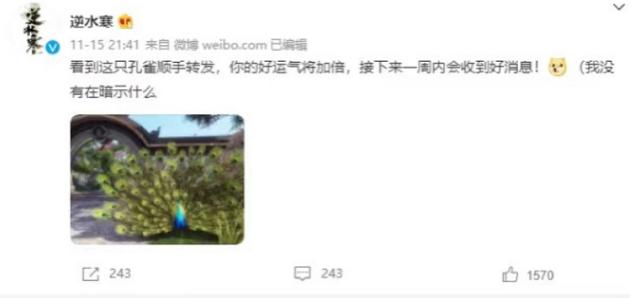 逆水寒
逆水寒
11-15 21:41 来自 微博 weibo.com 已编辑
看到这只孔雀顺手转发，你的好运气将加倍，接下来一周内会收到好消息！（我没
有在暗示什么
243
243
1570